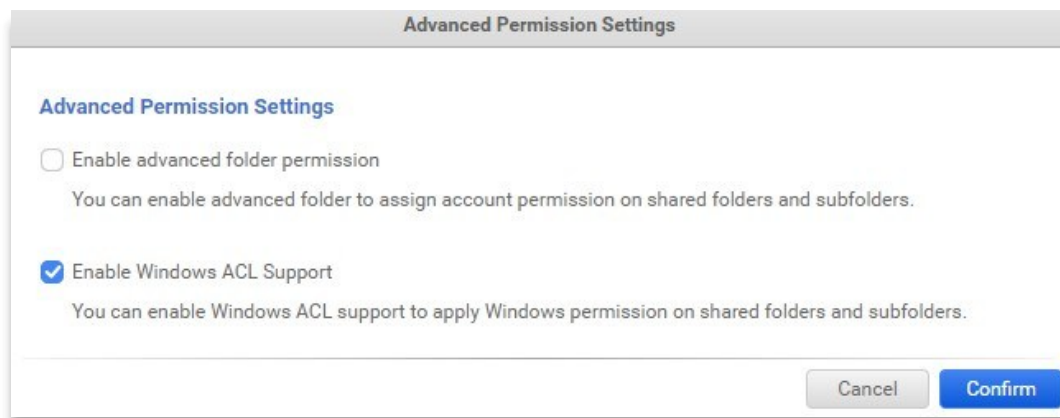 Advanced Permission Settings
Advanced Permission Settings
Enable advanced folder permission
You can enable advanced folder to assign account permission on shared folders and subfolders.
Enable Windows ACL Support
You can enable Windows ACL support to apply Windows permission on shared folders and subfolders.
Cancel Confirm